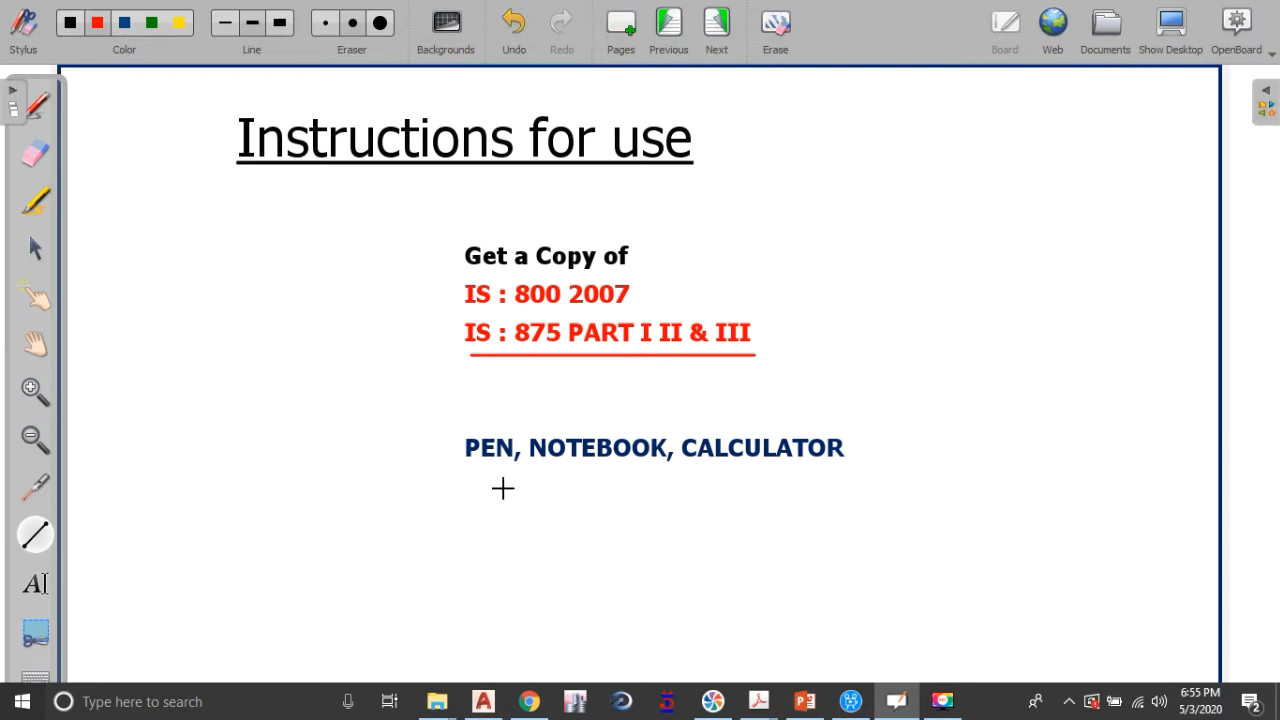 Stylus
Color
Line
Eraser
Backgrounds
Undo
Redo
Pages
Previous
Next
Erase
Board
Web
Documents
Show Desktop
OpenBoard
Instructions for use
Get a Copy of
IS : 800 2007
IS : 875 PART I II & III
PEN, NOTEBOOK, CALCULATOR
Type here to search
6:55 PM
5/3/2020
2